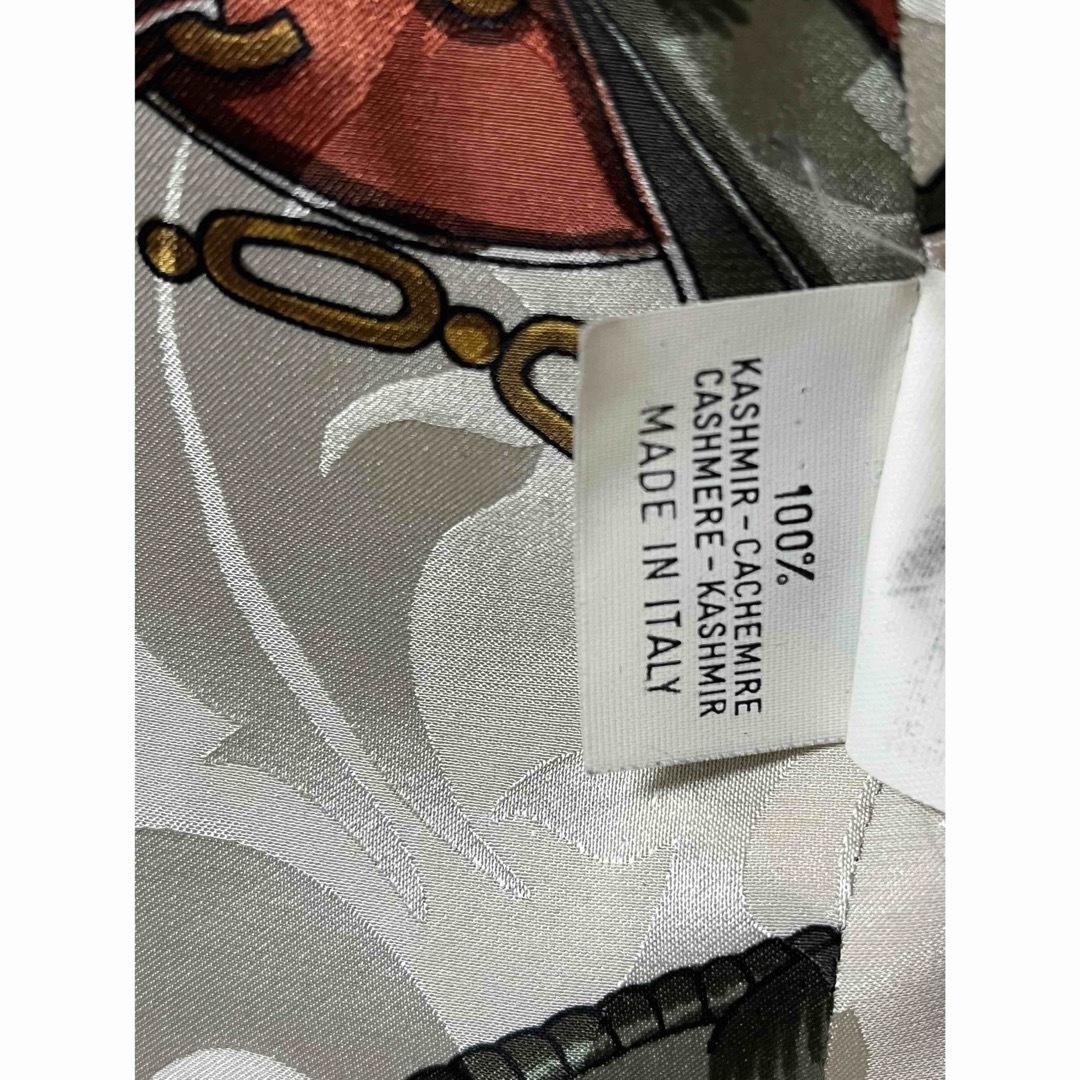 100%
KASHMIR-CACHEMIRE
CASHMERE-KASHMIR
MADE IN ITALY